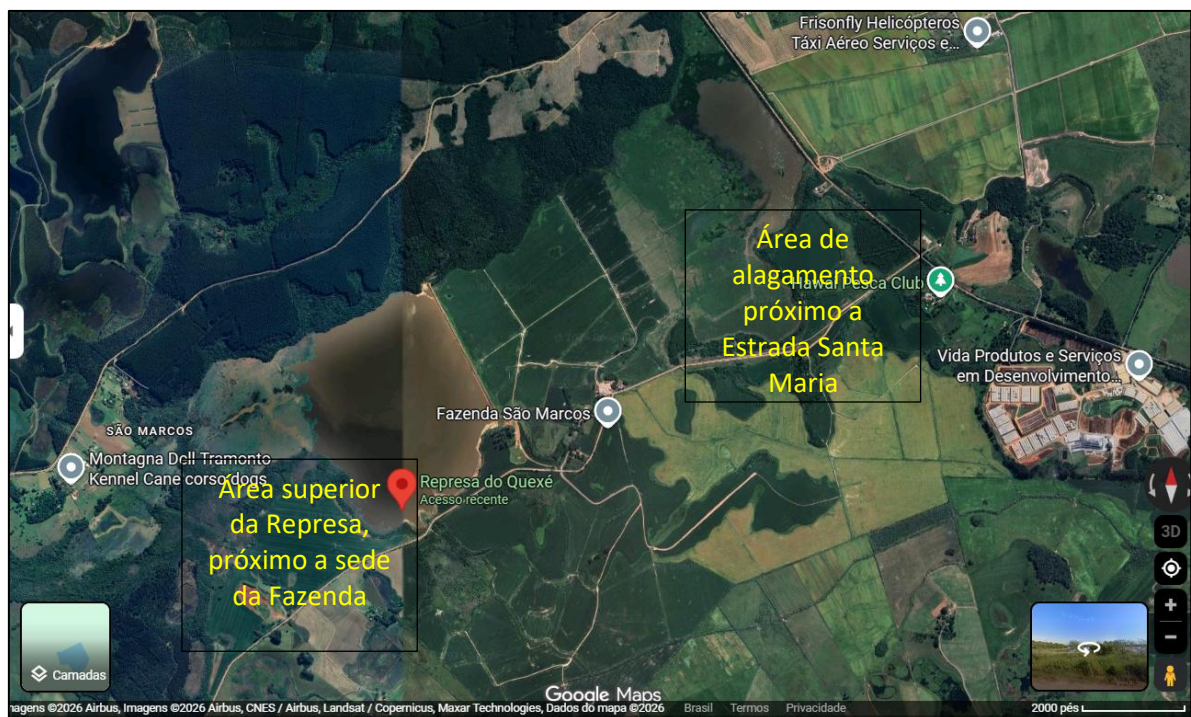 Frisonfly Helicópteros
Táxi Aéreo Serviços e...
Área de
alagamento
Hawaí Pesca Club
próximo a
Estrada Santa
Maria
Vida Produtos e Serviços
em Desenvolvimento...
Fazenda São Marcos
SÃO MARCOS
Montagna Dell Tramonto
Kennel Cane corso dogs
Represa do Quexé
Acesso recente
Área superior
da Represa,
próximo a sede
da Fazenda
3D
Camadas
Google Maps
magens ©2026 Airbus, Imagens ©2026 Airbus, CNES / Airbus, Landsat / Copernicus, Maxar Technologies, Dados do mapa ©2026 Brasil Termos Privacidade 2000 pés